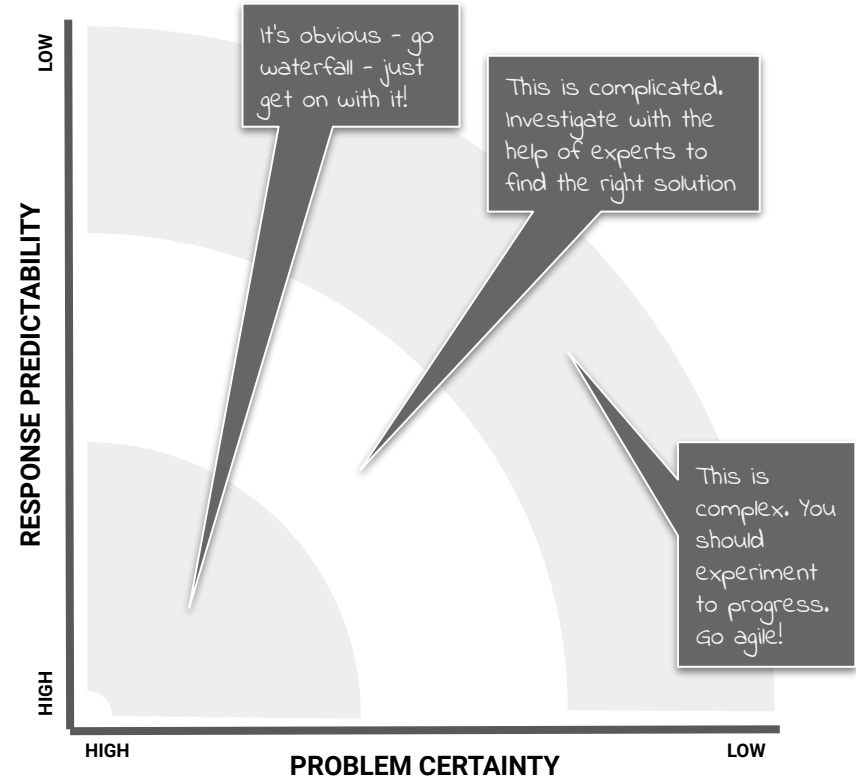 It's obvious - go
waterfall - just
get on with it!
This is complicated.
Investigate with the
help of experts to
find the right solution
This is
complex. You
should
experiment
to progress.
Go agile!
LOW
RESPONSE PREDICTABILITY
HIGH
HIGH
PROBLEM CERTAINTY
LOW